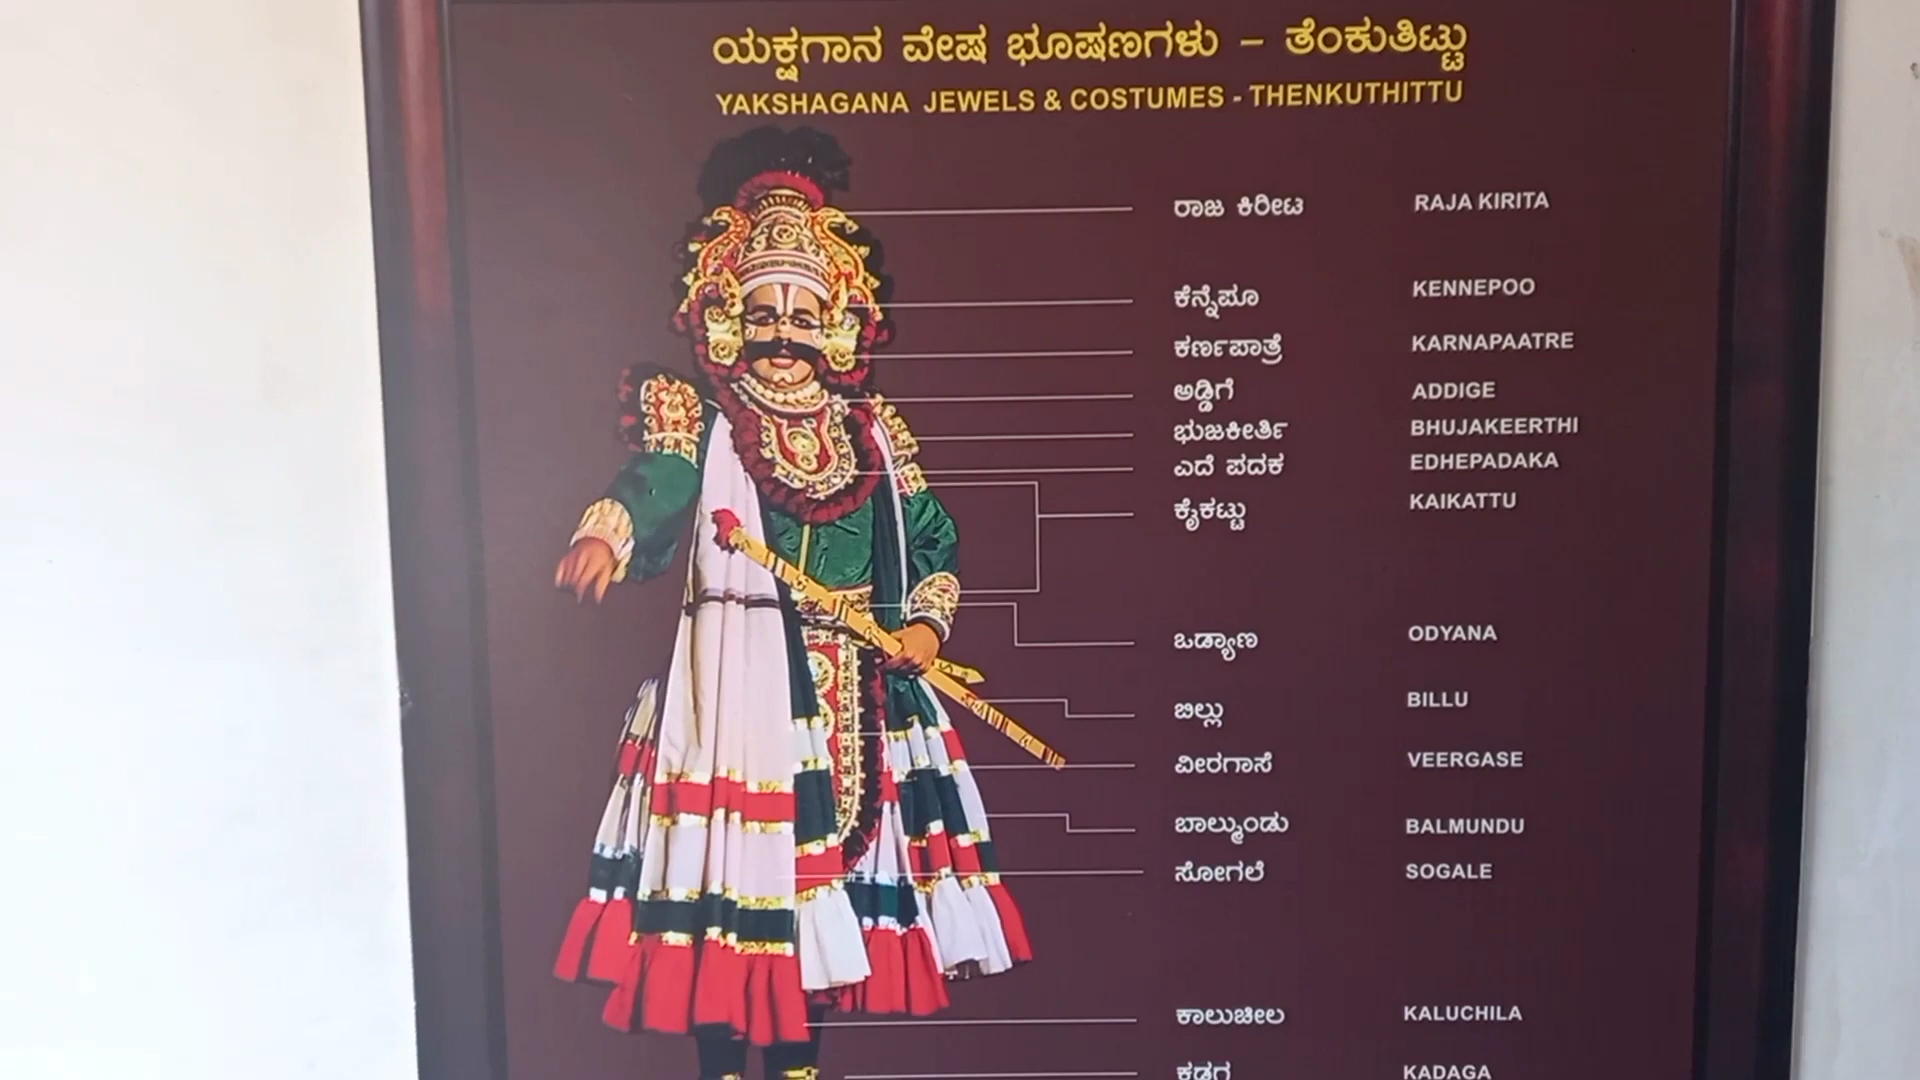 ಯಕ್ಷಗಾನ ವೇಷ ಭೂಷಣಗಳು – ತೆಂಕುತಿಟ್ಟು
YAKSHAGANA JEWELS & COSTUMES - THENKUTHITTU
ರಾಜ ಕಿರೀಟ RAJA KIRITA
ಕೆನ್ನೆಪೂ KENNEPOO
ಕರ್ಣಪಾತ್ರೆ KARNAPAATRE
ಅಡ್ಡಿಗೆ ADDIGE
ಭುಜಕೀರ್ತಿ BHUJAKEERTHI
ಎದೆ ಪದಕ EDHEPADAKA
ಕೈಕಟ್ಟು KAIKATTU
ಒಡ್ಯಾಣ ODYANA
ಬಿಲ್ಲು BILLU
ವೀರಗಾಸೆ VEERGASE
ಬಾಲ್ಮುಂಡು BALMUNDU
ಸೋಗಲೆ SOGALE
ಕಾಲುಚೀಲ KALUCHILA
ಕಡಗ KADAGA